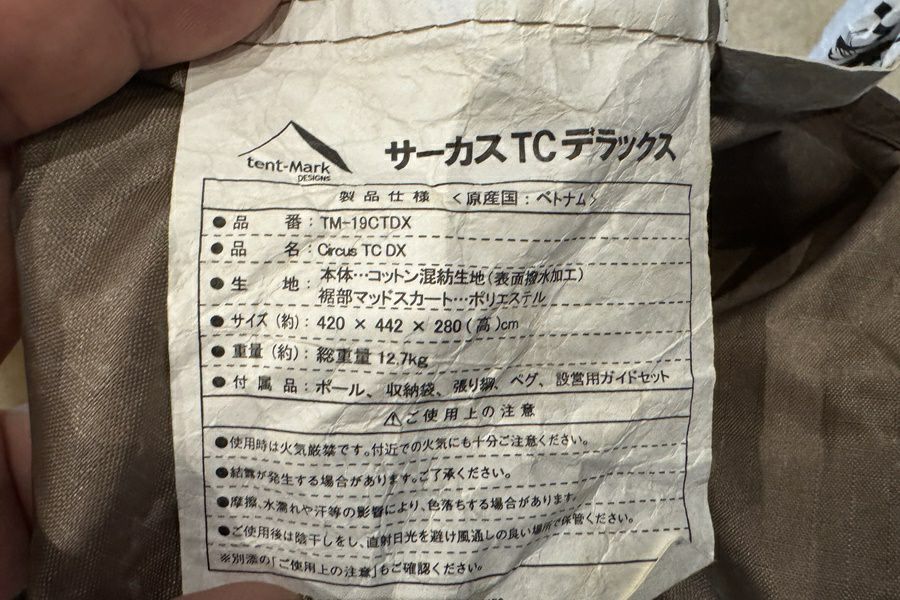 tent-Mark
DESIGNS
サーカスTCデラックス
製品仕様 〈原産国：ベトナム〉
●品番：TM-19CTDX
●品名：Circus TC DX
●生地：本体…コットン混紡生地(表面撥水加工)
裾部マッドスカート…ポリエステル
●サイズ(約)：420 × 442 × 280(高)cm
●重量(約)：総重量 12.7kg
●付属品：ポール、収納袋、張り綱、ペグ、設営用ガイドセット
⚠ご使用上の注意
●使用時は火気厳禁です。付近での火気にも十分ご注意ください。
●結露が発生する場合があります。ご了承ください。
●摩擦、水濡れや汗等の影響により、色落ちする場合があります。
●ご使用後は陰干しをし、直射日光を避け風通しの良い場所で保管ください。
※別添の「ご使用上の注意」もご確認ください。